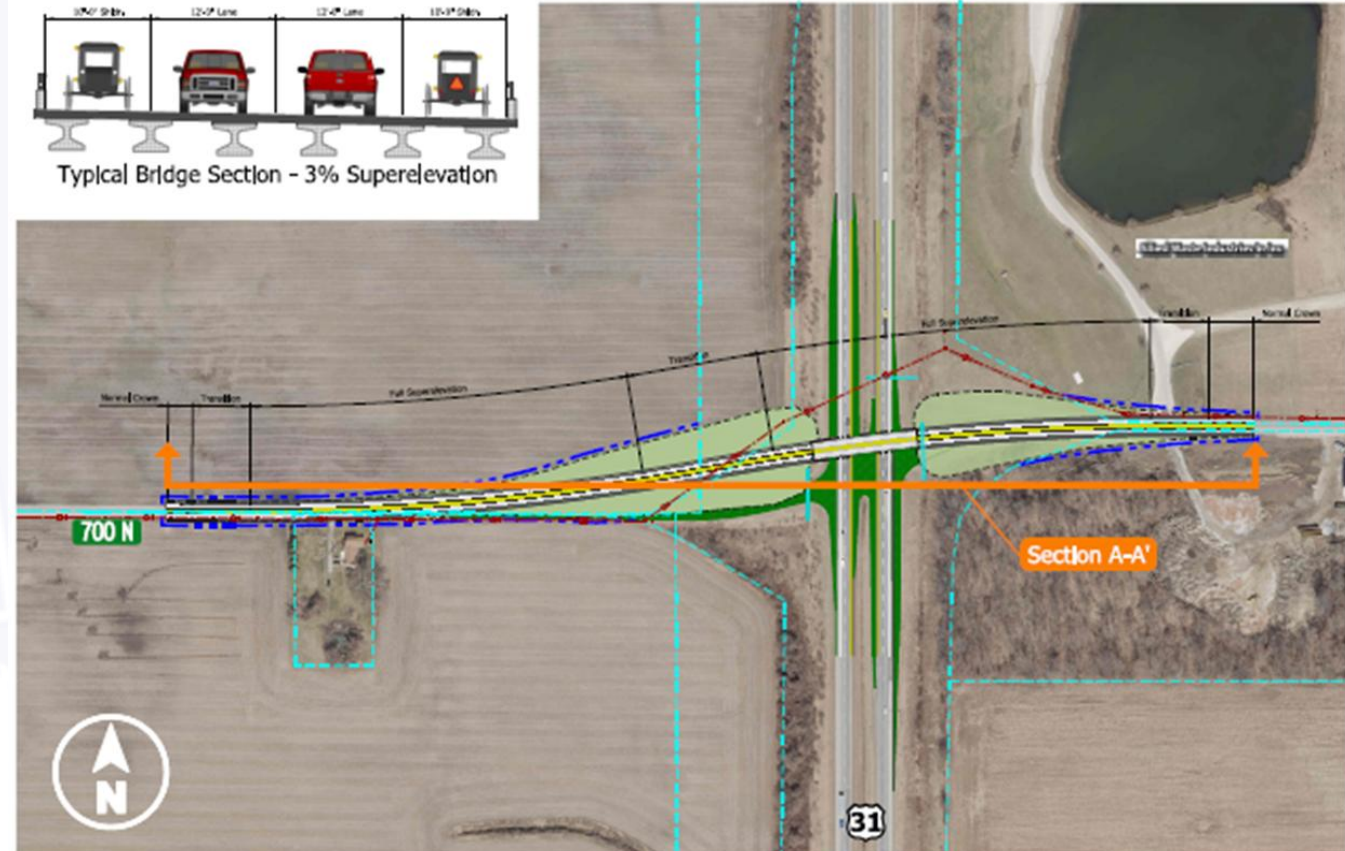 10'-0" Shldr.
12'-0" Lane
12'-0" Lane
10'-0" Shldr.
Typical Bridge Section - 3% Superelevation
Full Superelevation
Transition
Normal Crown
Transition
Normal Crown
Transition
Full Superelevation
700 N
Section A-A'
N
31